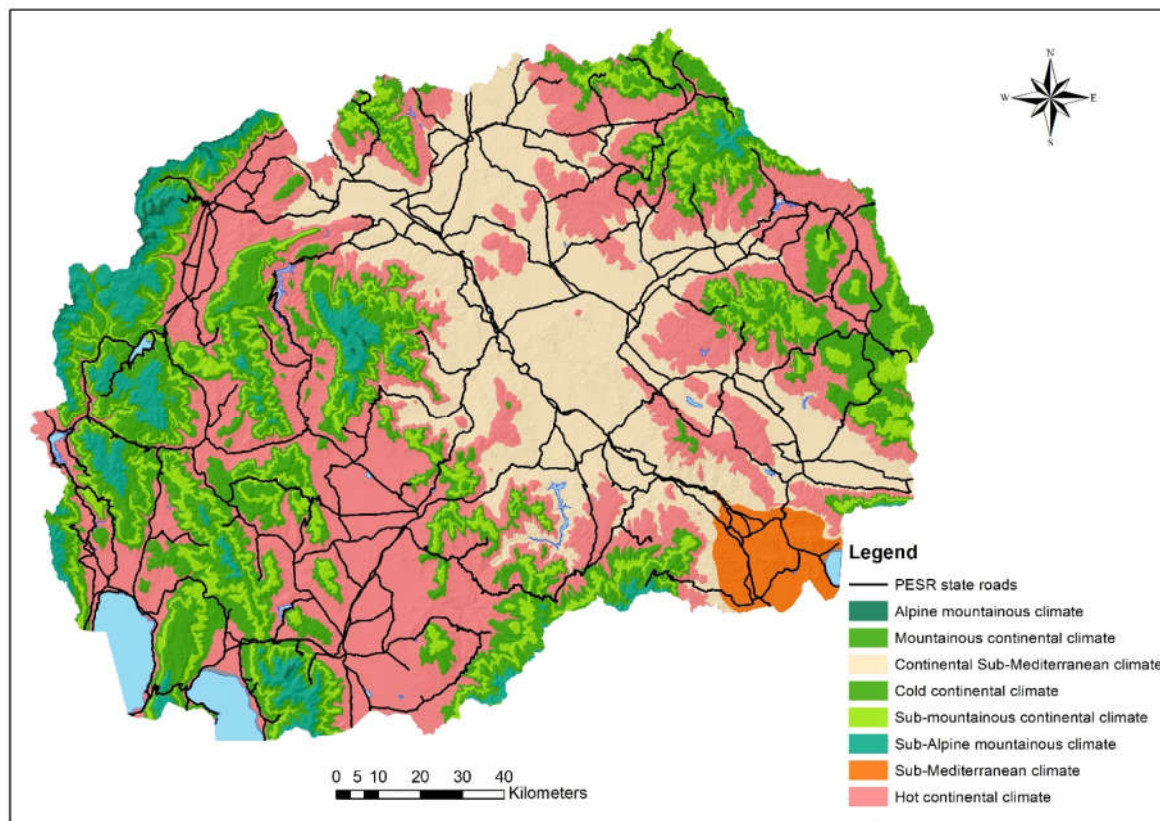 N
W E
S
Legend
PESR state roads
Alpine mountainous climate
Mountainous continental climate
Continental Sub-Mediterranean climate
Cold continental climate
Sub-mountainous continental climate
Sub-Alpine mountainous climate
Sub-Mediterranean climate
Hot continental climate
0 5 10 20 30 40
Kilometers